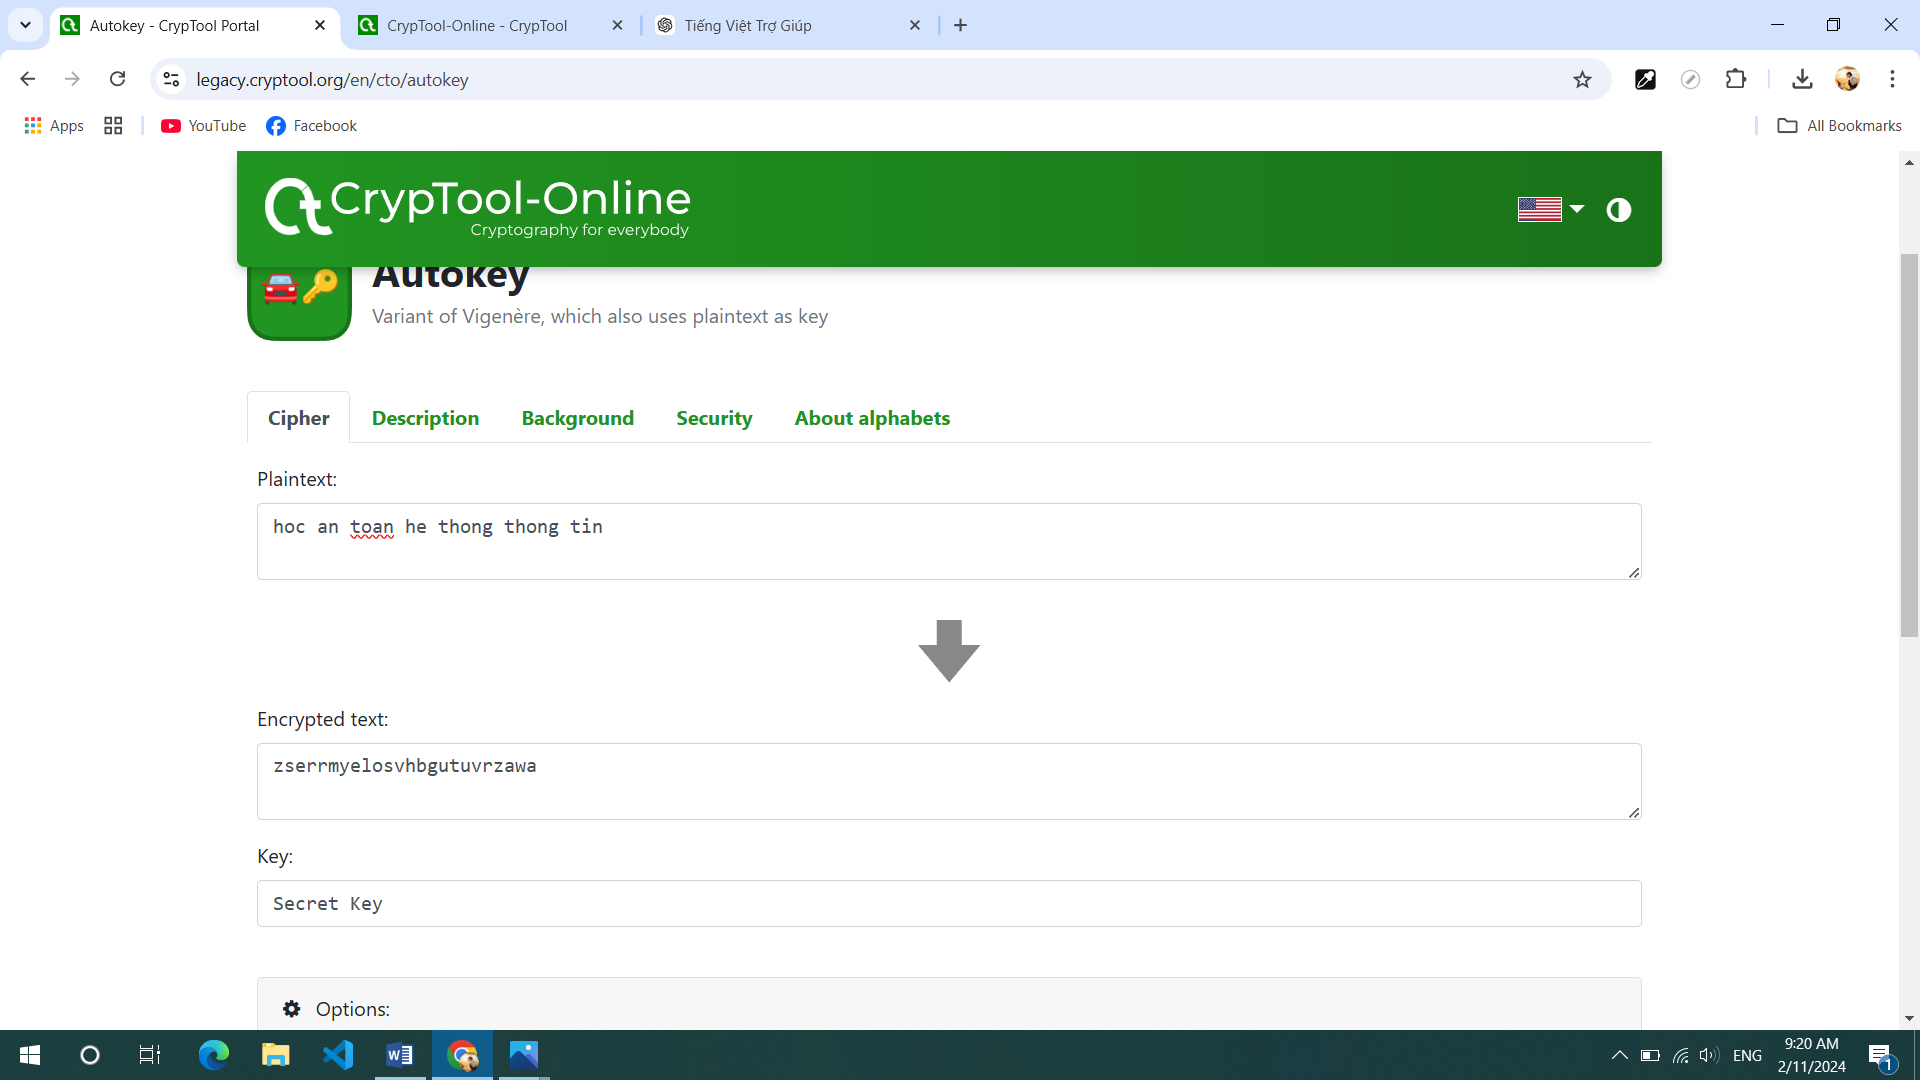 Autokey - CrypTool Portal
CrypTool-Online - CrypTool
Tiếng Việt Trợ Giúp
legacy.cryptool.org/en/cto/autokey
Apps
YouTube
Facebook
All Bookmarks
CrypTool-Online
Cryptography for everybody
Autokey
Variant of Vigenère, which also uses plaintext as key
Cipher
Description
Background
Security
About alphabets
Plaintext:
hoc an toan he thong thong tin
Encrypted text:
zserrmyelosvhbgutuvrzawa
Key:
Secret Key
Options:
ENG
9:20 AM
2/11/2024
1